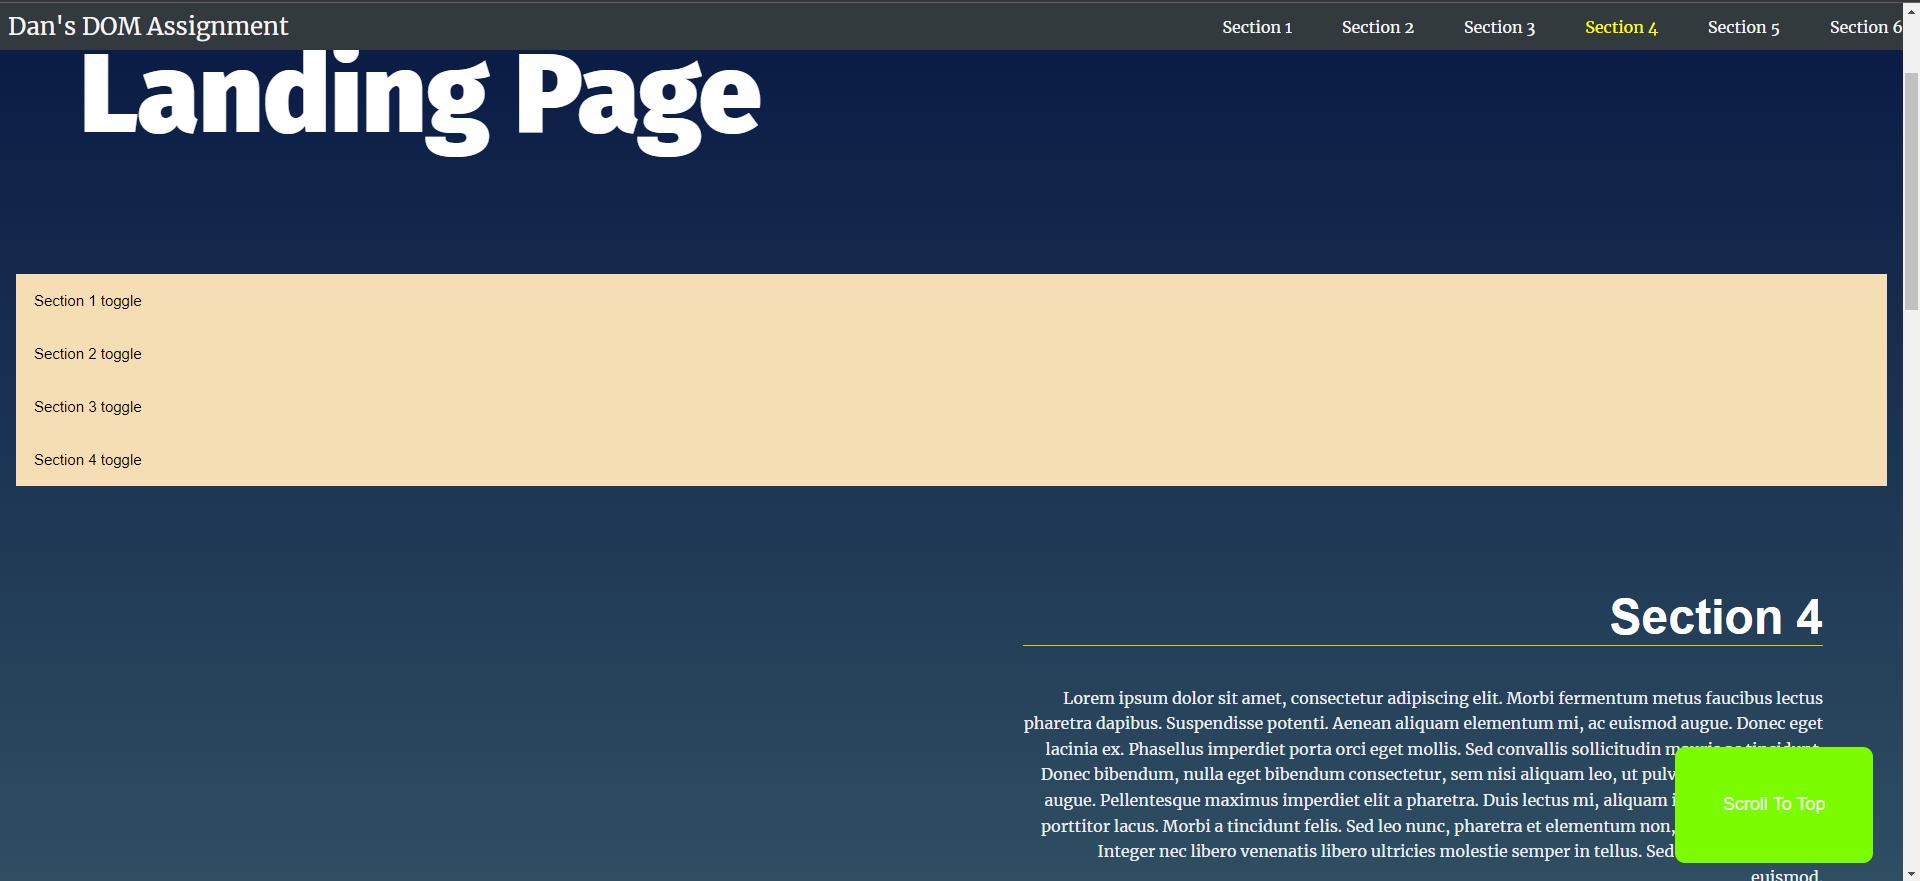 Dan's DOM Assignment
Section 1 Section 2 Section 3 Section 4 Section 5 Section 6
Landing Page
Section 1 toggle
Section 2 toggle
Section 3 toggle
Section 4 toggle
Section 4
Lorem ipsum dolor sit amet, consectetur adipiscing elit. Morbi fermentum metus faucibus lectus
pharetra dapibus. Suspendisse potenti. Aenean aliquam elementum mi, ac euismod augue. Donec eget
lacinia ex. Phasellus imperdiet porta orci eget mollis. Sed convallis sollicitudin
Donec bibendum, nulla eget bibendum consectetur, sem nisi aliquam leo, ut
augue. Pellentesque maximus imperdiet elit a pharetra. Duis lectus mi, aliquam
porttitor lacus. Morbi a tincidunt felis. Sed leo nunc, pharetra et elementum non,
Integer nec libero venenatis libero ultricies molestie semper in tellus. Sed
euismod.
Scroll To Top